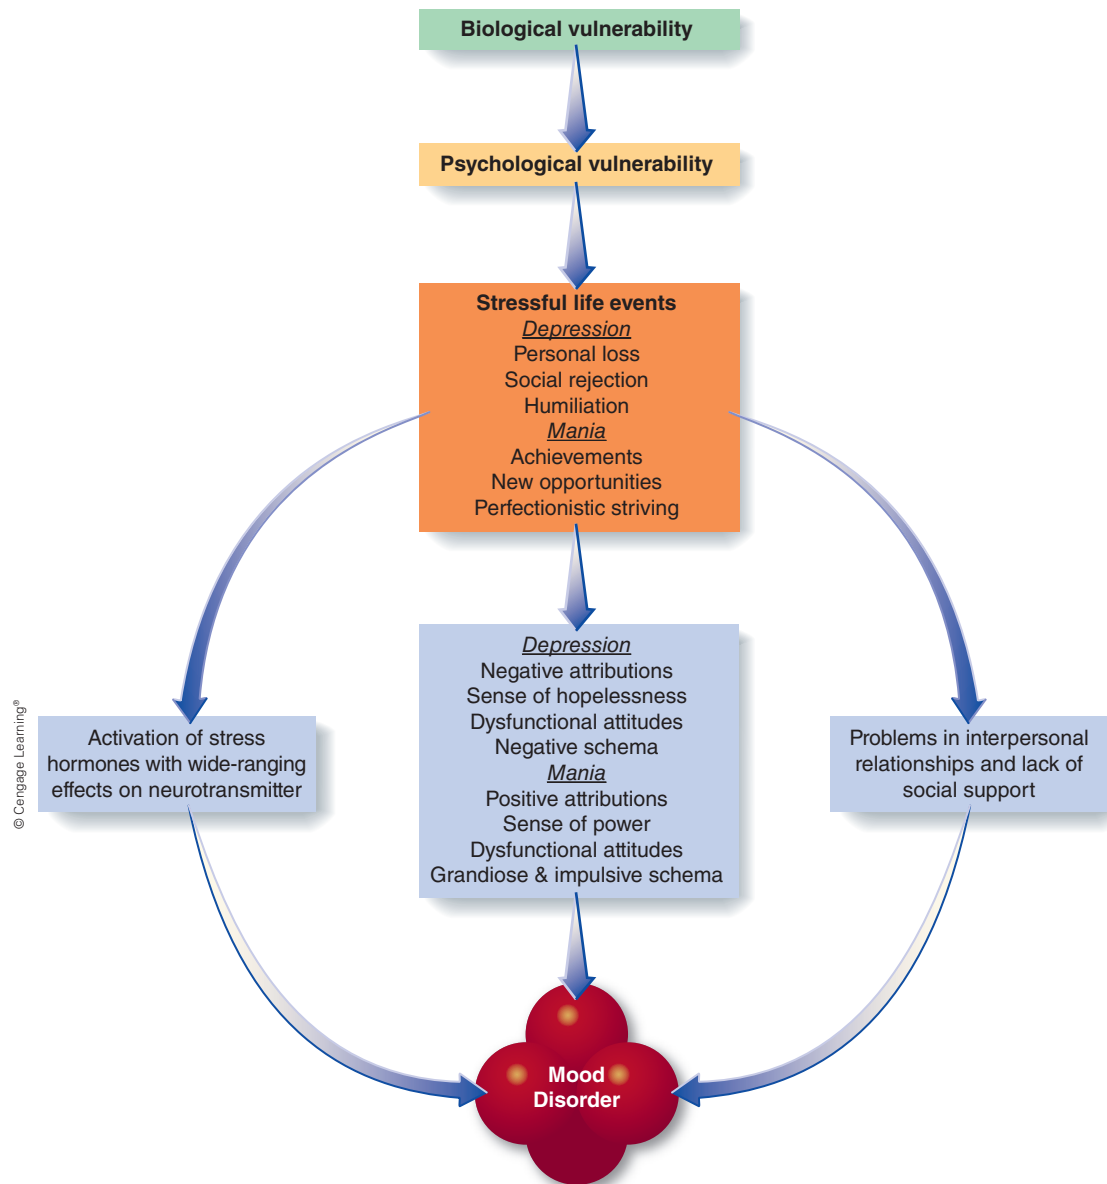 Biological vulnerability
Psychological vulnerability
Stressful life events
Depression
Personal loss
Social rejection
Humiliation
Mania
Achievements
New opportunities
Perfectionistic striving
Activation of stress
hormones with wide-ranging
effects on neurotransmitter
Depression
Negative attributions
Sense of hopelessness
Dysfunctional attitudes
Negative schema
Mania
Positive attributions
Sense of power
Dysfunctional attitudes
Grandiose & impulsive schema
Problems in interpersonal
relationships and lack of
social support
Mood
Disorder
© Cengage Learning®